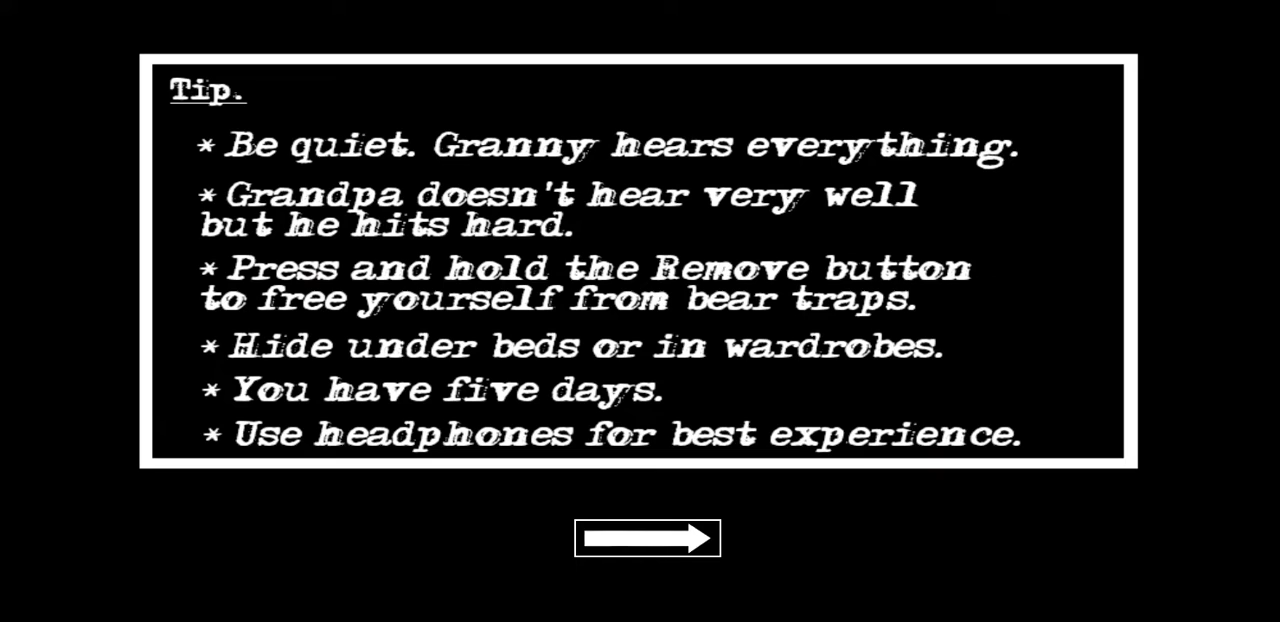 Tip.
* Be quiet. Granny hears everything.
* Grandpa doesn't hear very well
but he hits hard.
* Press and hold the Remove button
to free yourself from bear traps.
* Hide under beds or in wardrobes.
* You have five days.
* Use headphones for best experience.